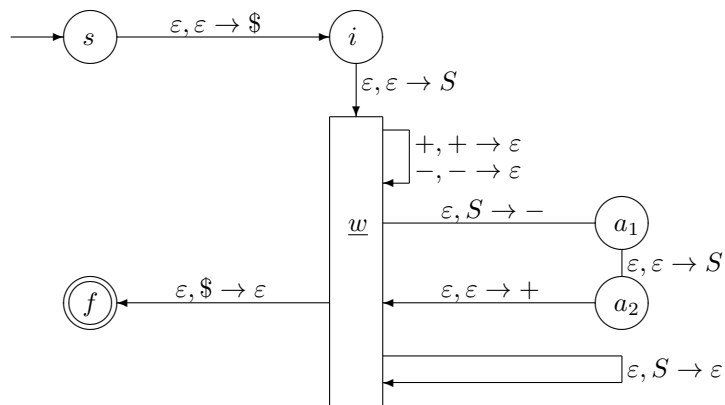 s
ε, ε → $
i
ε, ε → S
+, + → ε
−, − → ε
w
ε, S → -
a₁
ε, ε → S
f
ε, $ → ε
ε, ε → +
a₂
ε, S → ε